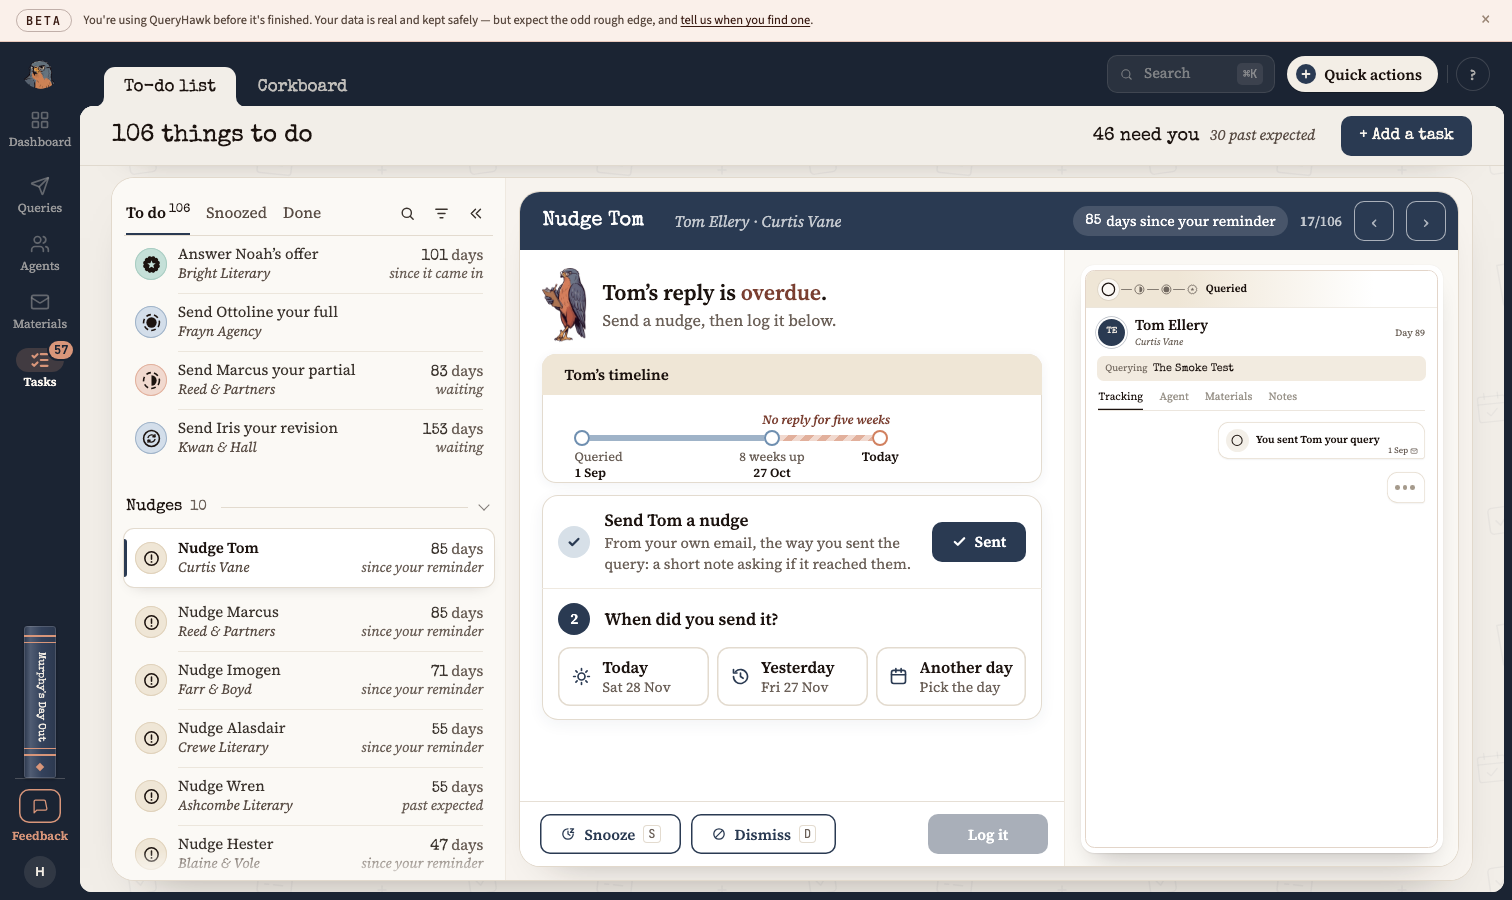 BETA
You're using QueryHawk before it's finished. Your data is real and kept safely — but expect the odd rough edge, and tell us when you find one.
×
To-do list
Corkboard
Search
⌘K
+ Quick actions
?
Dashboard
Queries
Agents
Materials
57
Tasks
Murphy's Day Out
Feedback
H
106 things to do
46 need you
30 past expected
+ Add a task
To do 106
Snoozed
Done
Answer Noah's offer
101 days
Bright Literary
since it came in
Send Ottoline your full
Frayn Agency
Send Marcus your partial
83 days
Reed & Partners
waiting
Send Iris your revision
153 days
Kwan & Hall
waiting
Nudges 10
Nudge Tom
85 days
Curtis Vane
since your reminder
Nudge Marcus
85 days
Reed & Partners
since your reminder
Nudge Imogen
71 days
Farr & Boyd
since your reminder
Nudge Alasdair
55 days
Crewe Literary
since your reminder
Nudge Wren
55 days
Ashcombe Literary
past expected
Nudge Hester
47 days
Blaine & Vole
since your reminder
Nudge Tom
Tom Ellery · Curtis Vane
85 days since your reminder
17/106
‹
›
Tom's reply is overdue.
Send a nudge, then log it below.
Tom's timeline
No reply for five weeks
Queried
8 weeks up
Today
1 Sep
27 Oct
Send Tom a nudge
From your own email, the way you sent the
query: a short note asking if it reached them.
Sent
2
When did you send it?
Today
Sat 28 Nov
Yesterday
Fri 27 Nov
Another day
Pick the day
Snooze S
Dismiss D
Log it
Queried
TE
Tom Ellery
Curtis Vane
Day 89
Querying The Smoke Test
Tracking
Agent
Materials
Notes
You sent Tom your query
1 Sep